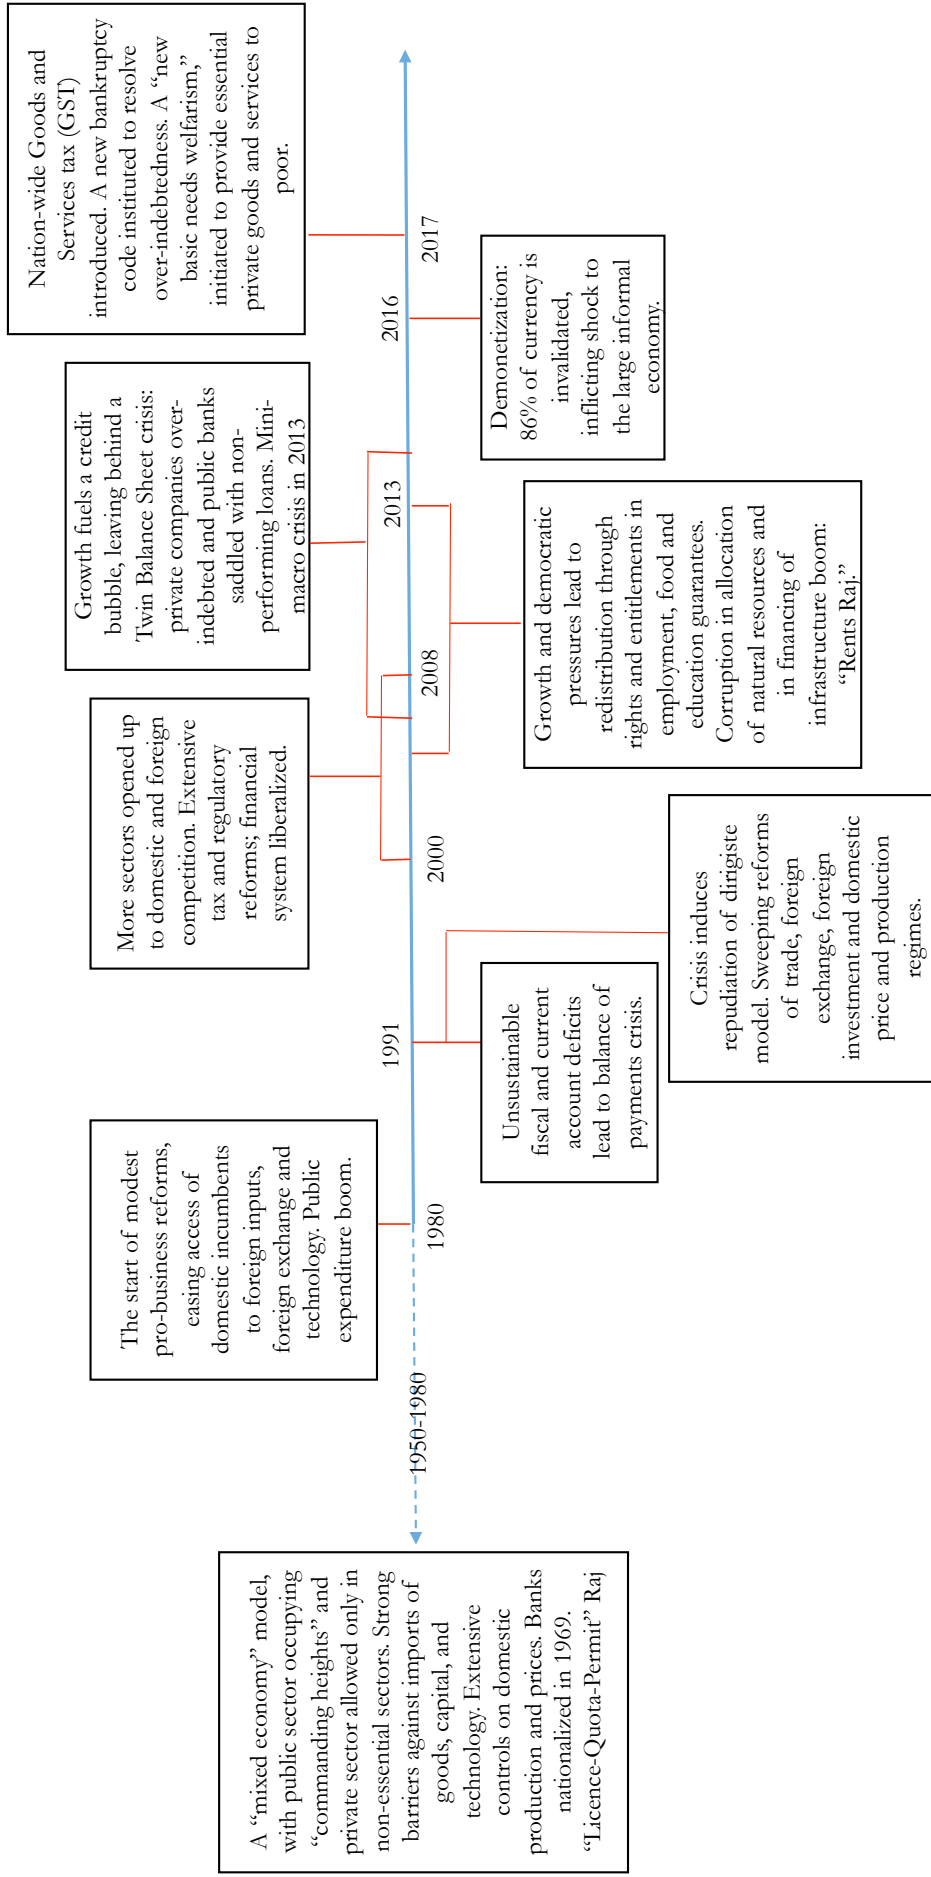 A “mixed economy” model,
with public sector occupying
“commanding heights” and
private sector allowed only in
non-essential sectors. Strong
barriers against imports of
goods, capital, and
technology. Extensive
controls on domestic
production and prices. Banks
nationalized in 1969.
“Licence-Quota-Permit” Raj
1950-1980
The start of modest
pro-business reforms,
easing access of
domestic incumbents
to foreign inputs,
foreign exchange and
technology. Public
expenditure boom.
1980
1991
Unsustainable
fiscal and current
account deficits
lead to balance of
payments crisis.
Crisis induces
repudiation of dirigiste
model. Sweeping reforms
of trade, foreign
exchange, foreign
investment and domestic
price and production
regimes.
More sectors opened up
to domestic and foreign
competition. Extensive
tax and regulatory
reforms; financial
system liberalized.
2000
2008
Growth and democratic
pressures lead to
redistribution through
rights and entitlements in
employment, food and
education guarantees.
Corruption in allocation
of natural resources and
in financing of
infrastructure boom:
“Rents Raj.”
Growth fuels a credit
bubble, leaving behind a
Twin Balance Sheet crisis:
private companies over-
indebted and public banks
saddled with non-
performing loans. Mini-
macro crisis in 2013
2013
2016
Demonetization:
86% of currency is
invalidated,
inflicting shock to
the large informal
economy.
Nation-wide Goods and
Services tax (GST)
introduced. A new bankruptcy
code instituted to resolve
over-indebtedness. A “new
basic needs welfarism,”
initiated to provide essential
private goods and services to
poor.
2017